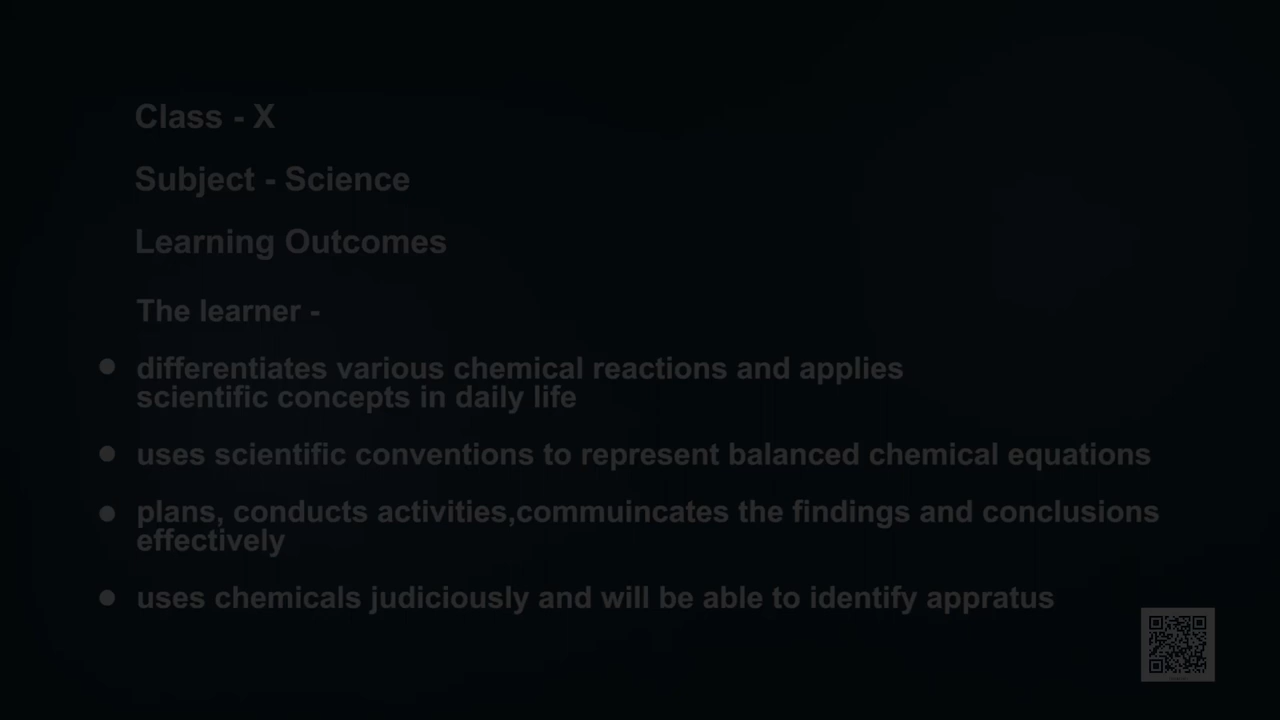 Class - X
Subject - Science
Learning Outcomes
The learner -
differentiates various chemical reactions and applies
scientific concepts in daily life
uses scientific conventions to represent balanced chemical equations
plans, conducts activities,commuincates the findings and conclusions
effectively
uses chemicals judiciously and will be able to identify appratus